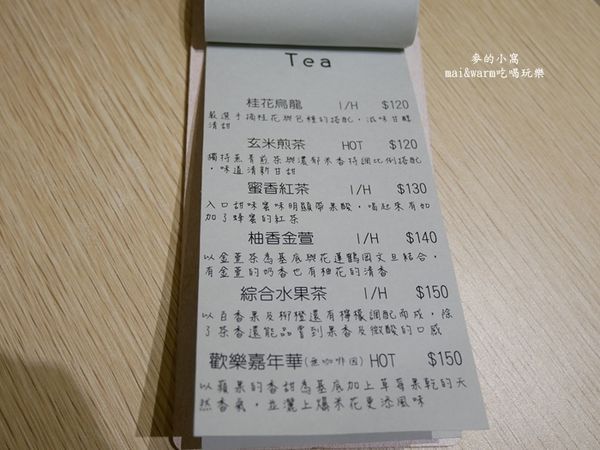 麥的小窩
mai&warm吃喝玩樂
Tea
桂花烏龍 I/H $120
嚴選手摘桂花與包種的搭配，滋味甘醇
清甜
玄米煎茶 HOT $120
獨特蒸菁煎茶與濃郁米香特調比例搭配
，味道清新甘甜
蜜香紅茶 I/H $130
入口甜味蜜味明顯帶果酸，喝起來有如
加了蜂蜜的紅茶
柚香金萱 I/H $140
以金萱茶為基底與花蓮鶴岡文旦結合，
有金萱的奶香也有柚花的清香
綜合水果茶 I/H $150
以百香果及柳橙還有檸檬調配而成，除
了茶香還能品嘗到果香及微酸的口感
歡樂嘉年華(無咖啡因) HOT $150
以蘋果的香甜為基底加上草莓果乾的天
然香氣，並灑上爆米花更添風味